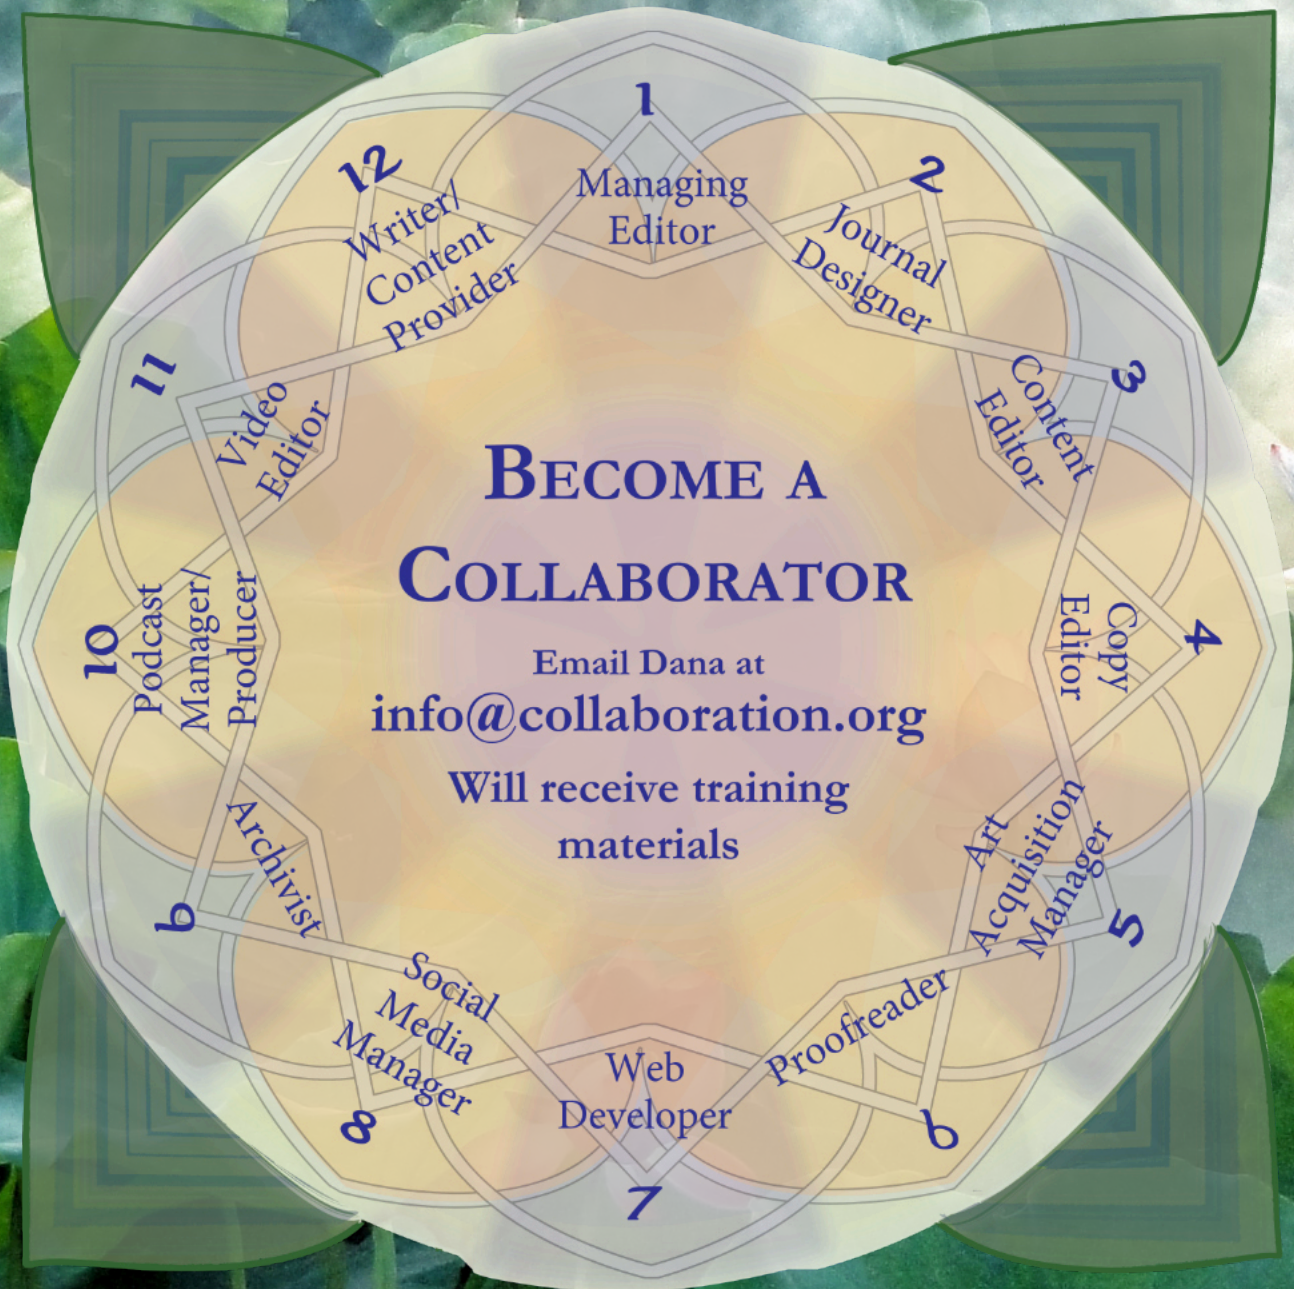 1
Managing
Editor
2
Journal
Designer
3
Content
Editor
4
Copy
Editor
5
Art
Acquisition
Manager
6
Proofreader
7
Web
Developer
8
Social
Media
Manager
9
Archivist
10
Podcast
Manager/
Producer
11
Video
Editor
12
Writer/
Content
Provider
BECOME A
COLLABORATOR
Email Dana at
info@collaboration.org
Will receive training
materials